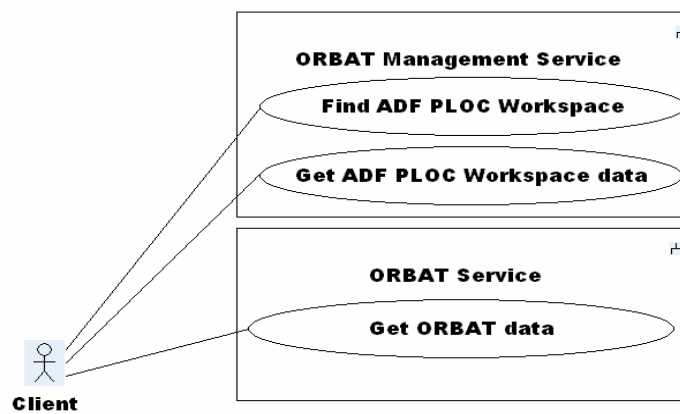 ORBAT Management Service
Find ADF PLOC Workspace
Get ADF PLOC Workspace data
ORBAT Service
Get ORBAT data
Client